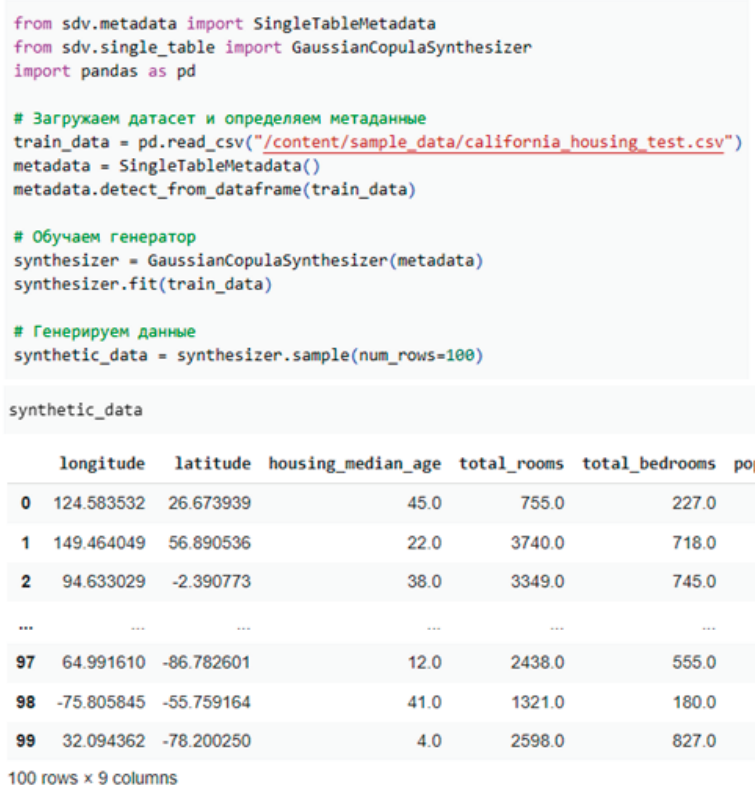 from sdv.metadata import SingleTableMetadata
from sdv.single_table import GaussianCopulaSynthesizer
import pandas as pd
# Загружаем датасет и определяем метаданные
train_data = pd.read_csv("/content/sample_data/california_housing_test.csv")
metadata = SingleTableMetadata()
metadata.detect_from_dataframe(train_data)
# Обучаем генератор
synthesizer = GaussianCopulaSynthesizer(metadata)
synthesizer.fit(train_data)
# Генерируем данные
synthetic_data = synthesizer.sample(num_rows=100)
synthetic_data
longitude latitude housing_median_age total_rooms total_bedrooms pop
0 124.583532 26.673939 45.0 755.0 227.0
1 149.464049 56.890536 22.0 3740.0 718.0
2 94.633029 -2.390773 38.0 3349.0 745.0
... ... ... ... ... ...
97 64.991610 -86.782601 12.0 2438.0 555.0
98 -75.805845 -55.759164 41.0 1321.0 180.0
99 32.094362 -78.200250 4.0 2598.0 827.0
100 rows × 9 columns